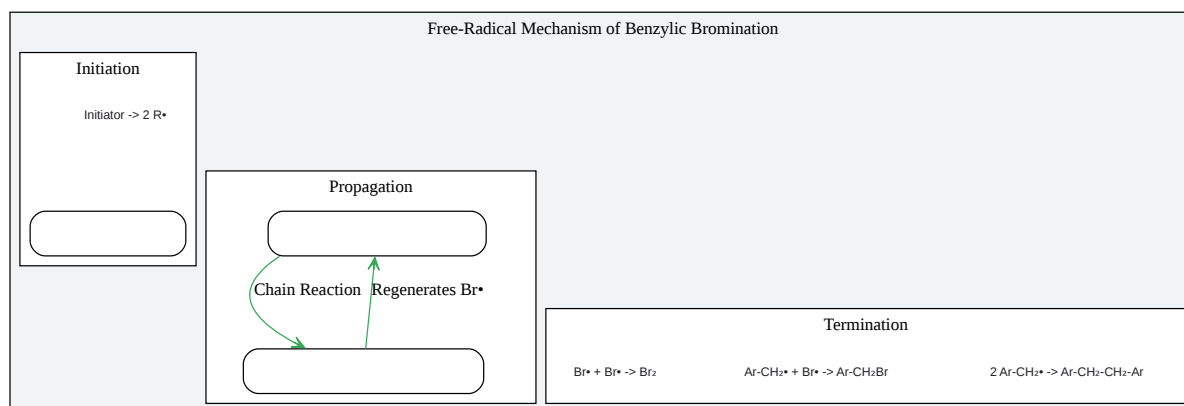 Free-Radical Mechanism of Benzylic Bromination
Initiation
Initiator -> 2 R•
Propagation
Chain Reaction
Regenerates Br•
Termination
Br• + Br• -> Br₂
Ar-CH₂• + Br• -> Ar-CH₂Br
2 Ar-CH₂• -> Ar-CH₂-CH₂-Ar